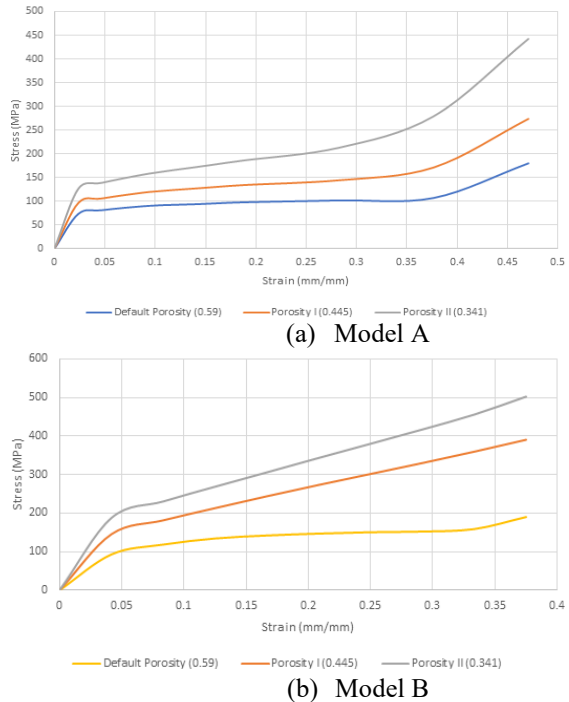 500
450
400
350
300
250
200
150
100
50
0
Stress (MPa)
0 0.05 0.1 0.15 0.2 0.25 0.3 0.35 0.4 0.45 0.5
Strain (mm/mm)
Default Porosity (0.59) Porosity I (0.445) Porosity II (0.341)
(a) Model A
600
500
400
300
200
100
0
Stress (MPa)
0 0.05 0.1 0.15 0.2 0.25 0.3 0.35 0.4
Strain (mm/mm)
Default Porosity (0.59) Porosity I (0.445) Porosity II (0.341)
(b) Model B